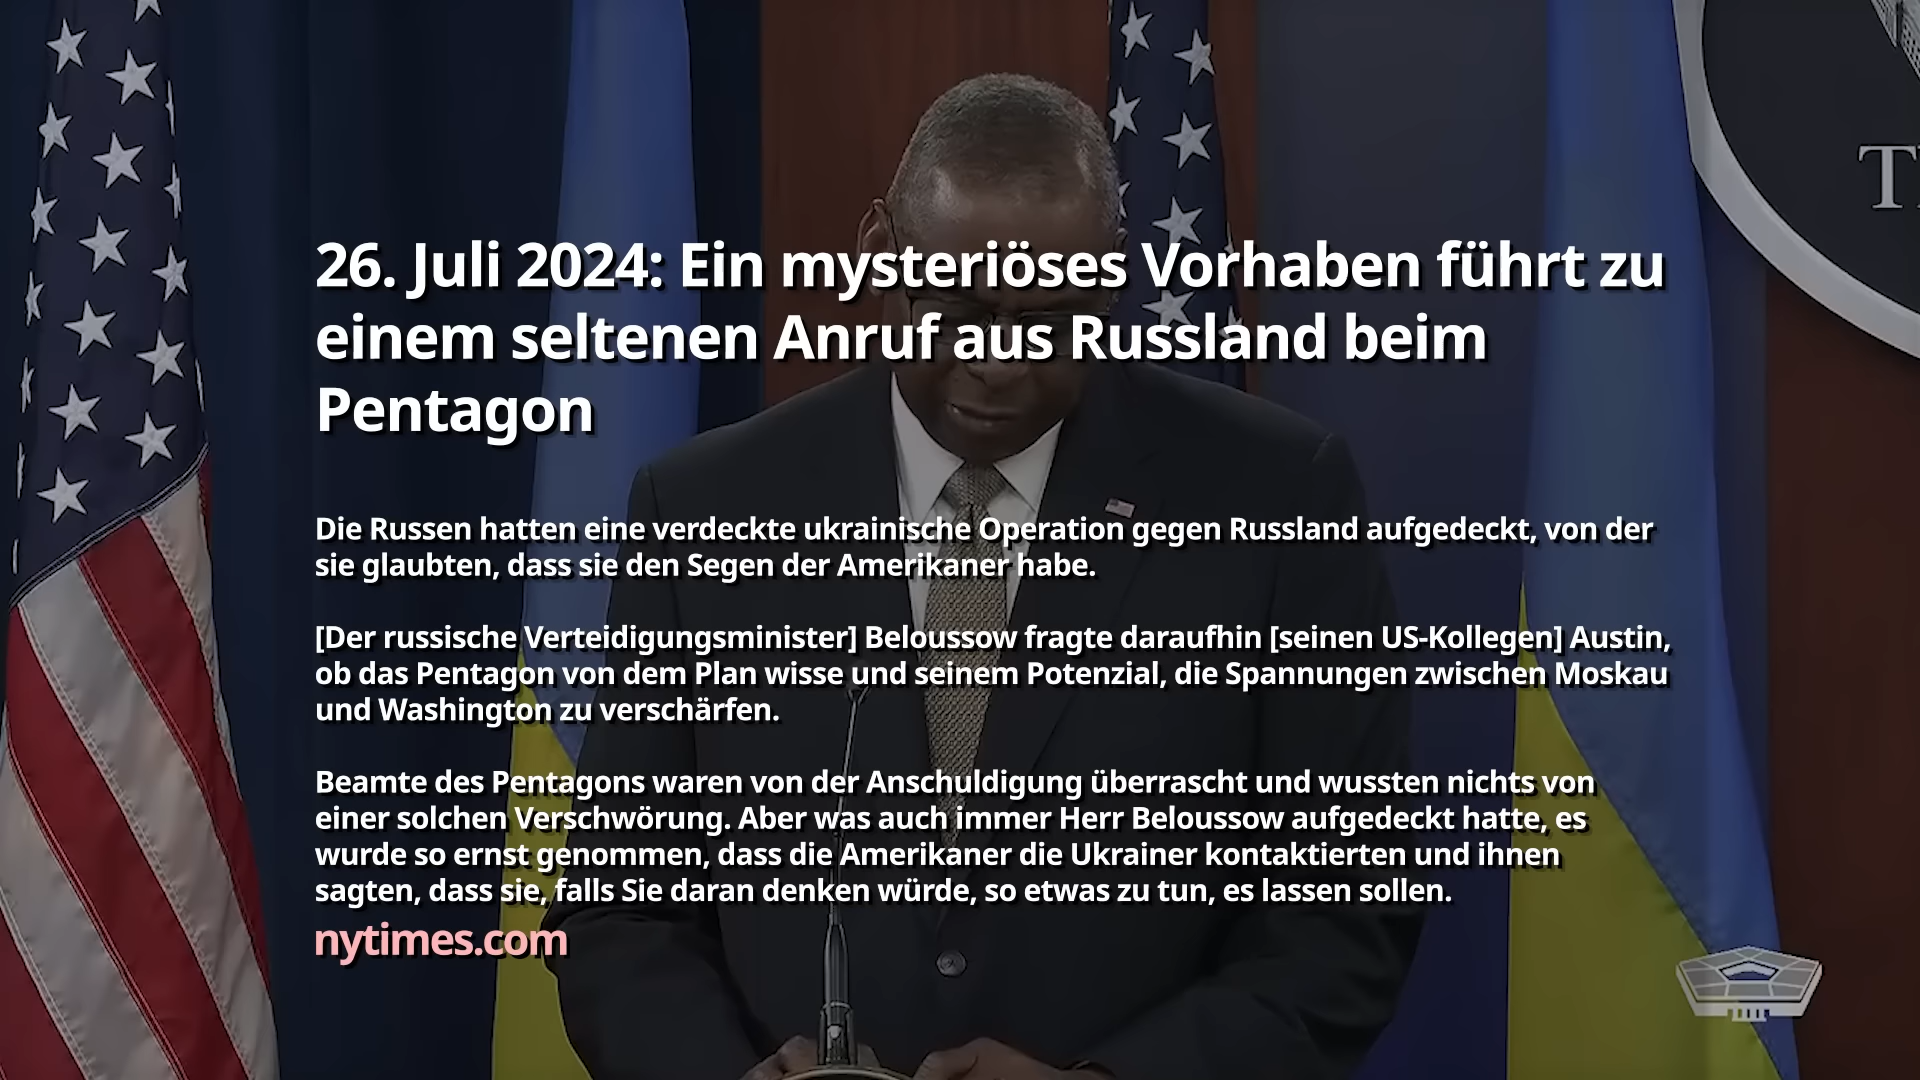 26. Juli 2024: Ein mysteriöses Vorhaben führt zu
einem seltenen Anruf aus Russland beim
Pentagon
Die Russen hatten eine verdeckte ukrainische Operation gegen Russland aufgedeckt, von der
sie glaubten, dass sie den Segen der Amerikaner habe.
[Der russische Verteidigungsminister] Beloussow fragte daraufhin [seinen US-Kollegen] Austin,
ob das Pentagon von dem Plan wisse und seinem Potenzial, die Spannungen zwischen Moskau
und Washington zu verschärfen.
Beamte des Pentagons waren von der Anschuldigung überrascht und wussten nichts von
einer solchen Verschwörung. Aber was auch immer Herr Beloussow aufgedeckt hatte, es
wurde so ernst genommen, dass die Amerikaner die Ukrainer kontaktierten und ihnen
sagten, dass sie, falls Sie daran denken würde, so etwas zu tun, es lassen sollen.
nytimes.com